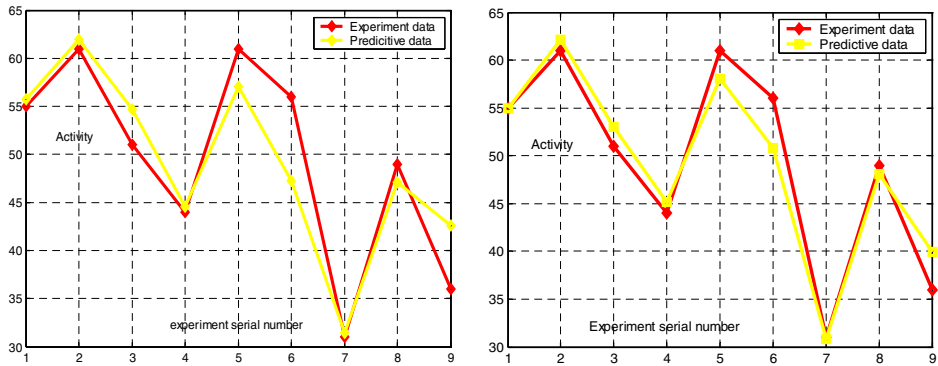 65
60
55
50
45
40
35
30
1 2 3 4 5 6 7 8 9
Experiment data
Predicitive data
Activity
experiment serial number
65
60
55
50
45
40
35
30
1 2 3 4 5 6 7 8 9
Experiment data
Predicitive data
Activity
Experiment serial number